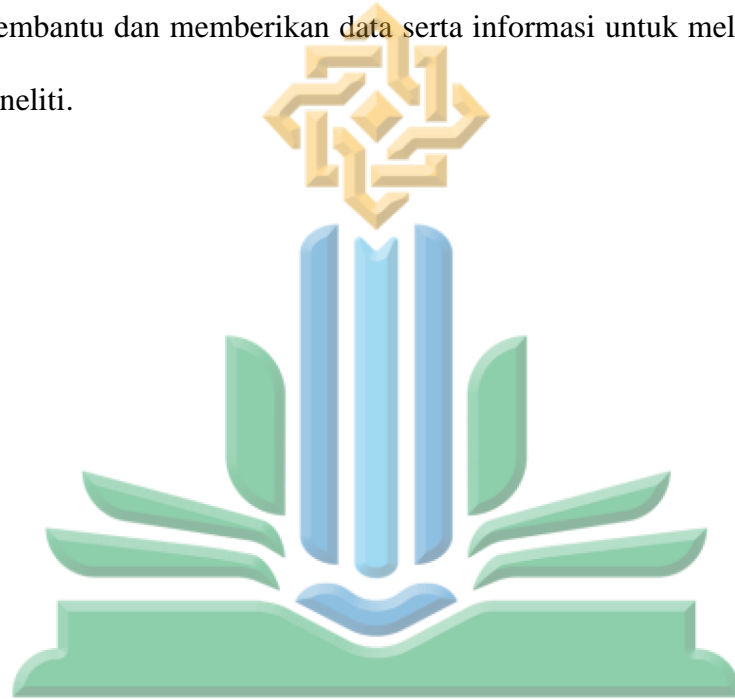 embantu dan memberikan data serta informasi untuk mel
neliti.